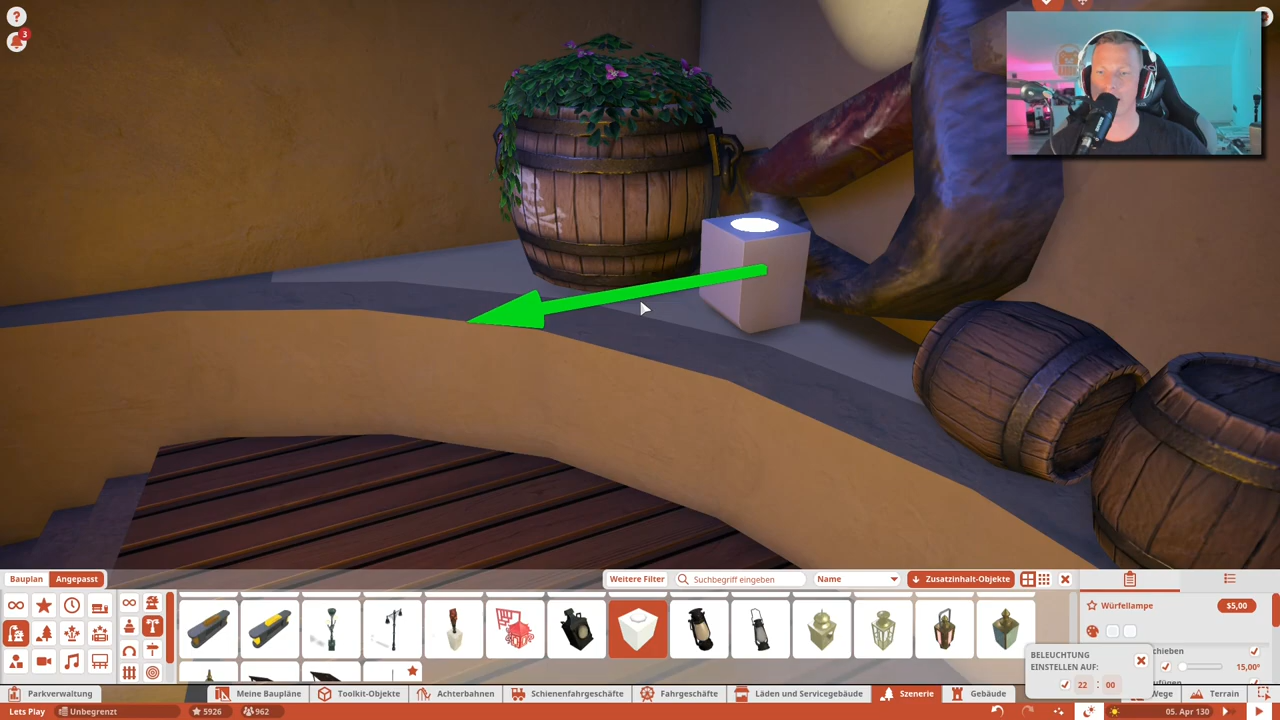 ?
3
Bauplan
Angepasst
Weitere Filter
Suchbegriff eingeben
Name
Zusatzinhalt-Objekte
Würfellampe
$5,00
15,00°
BELEUCHTUNG
EINSTELLEN AUF:
22 : 00
Parkverwaltung
Meine Baupläne
Toolkit-Objekte
Achterbahnen
Schienenfahrgeschäfte
Fahrgeschäfte
Läden und Servicegebäude
Szenerie
Gebäude
Wege
Terrain
Lets Play
Unbegrenzt
5926
962
05. Apr 130